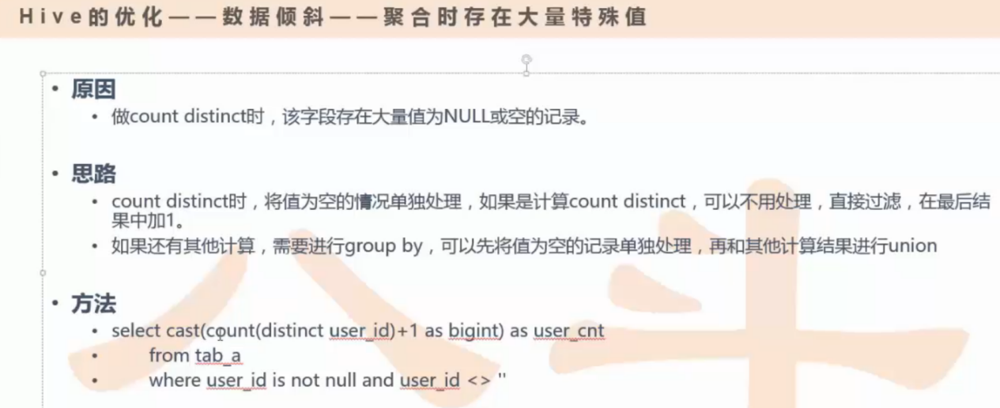 Hive的优化——数据倾斜——聚合时存在大量特殊值
• 原因
• 做count distinct时，该字段存在大量值为NULL或空的记录。
• 思路
• count distinct时，将值为空的情况单独处理，如果是计算count distinct，可以不用处理，直接过滤，在最后结
果中加1。
• 如果还有其他计算，需要进行group by，可以先将值为空的记录单独处理，再和其他计算结果进行union
• 方法
• select cast(count(distinct user_id)+1 as bigint) as user_cnt
• from tab_a
• where user_id is not null and user_id <> ''
八斗